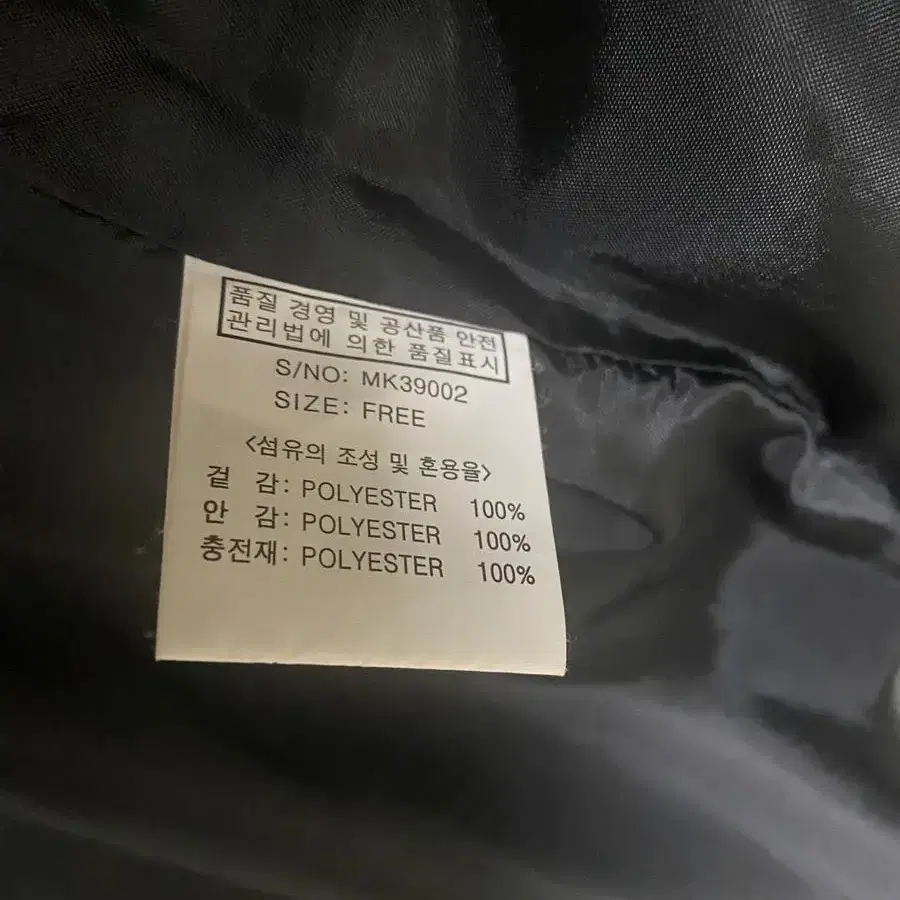 품질 경영 및 공산품 안전
관리법에 의한 품질표시
S/NO: MK39002
SIZE: FREE
<섬유의 조성 및 혼용율>
겉 감: POLYESTER 100%
안 감: POLYESTER 100%
충전재: POLYESTER 100%